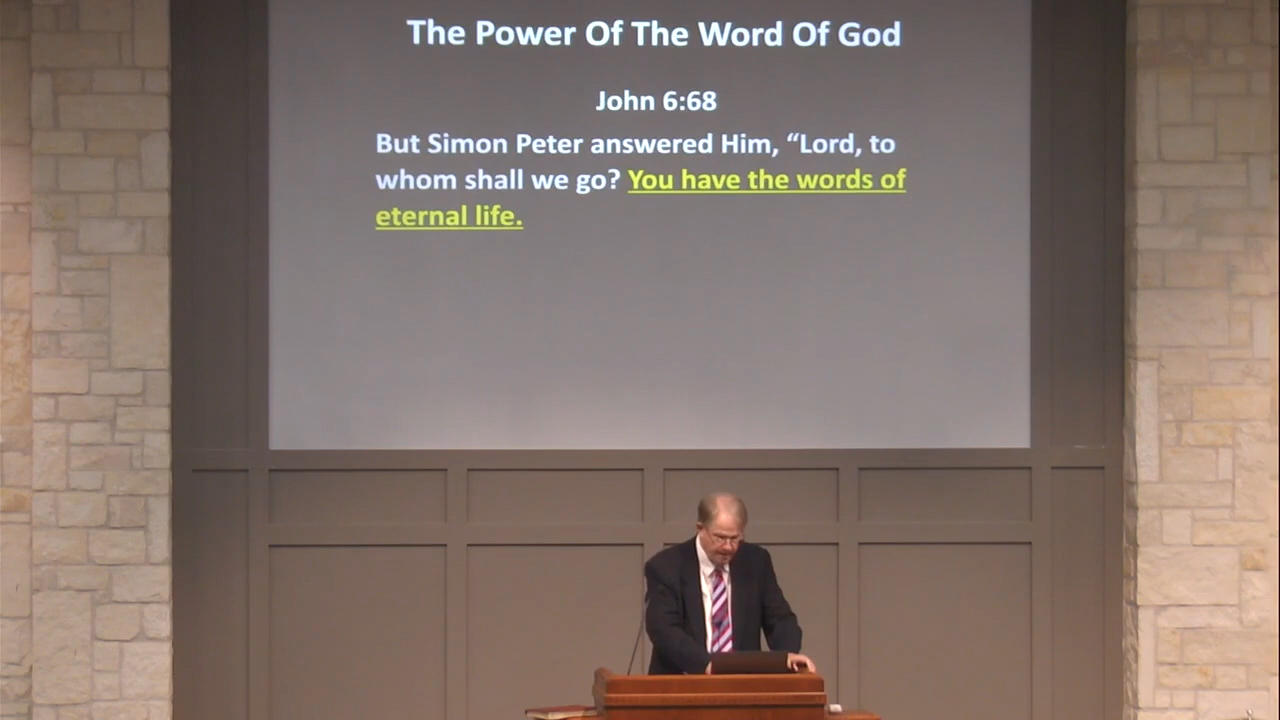 The Power Of The Word Of God
John 6:68
But Simon Peter answered Him, “Lord, to
whom shall we go? You have the words of
eternal life.